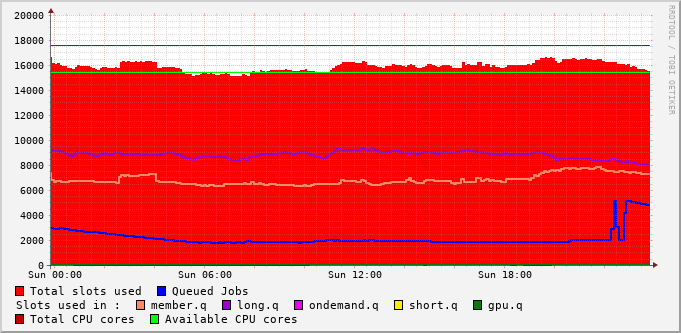 20000
18000
16000
14000
12000
10000
8000
6000
4000
2000
0
Sun 00:00 Sun 06:00 Sun 12:00 Sun 18:00
RRDTOOL / TOBI OETIKER
Total slots used Queued Jobs
Slots used in : member.q long.q ondemand.q short.q gpu.q
Total CPU cores Available CPU cores